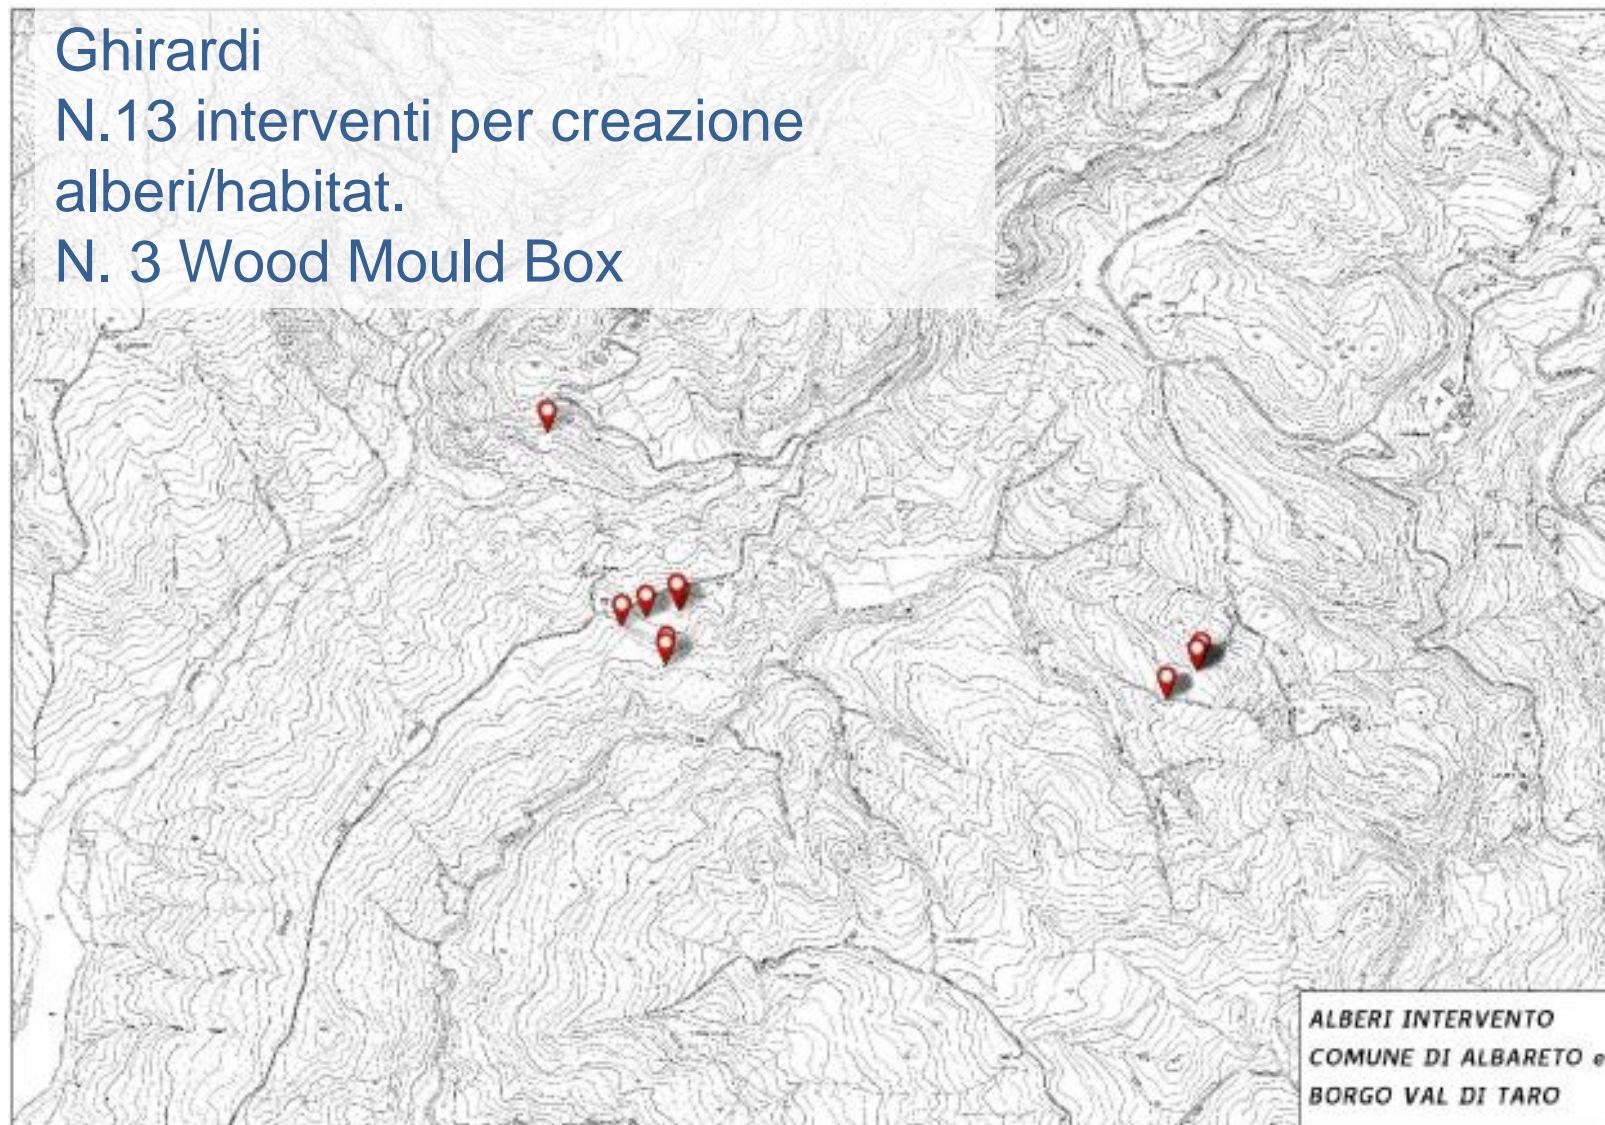 Ghirardi
N.13 interventi per creazione
alberi/habitat.
N. 3 Wood Mould Box
ALBERI INTERVENTO
COMUNE DI ALBARETO e
BORGO VAL DI TARO